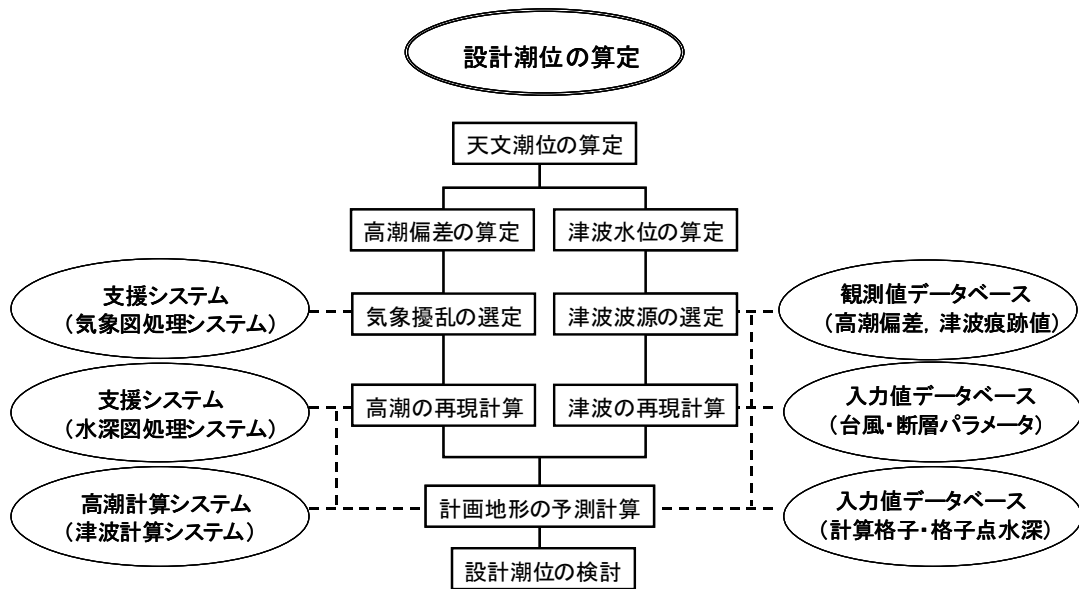 設計潮位の算定
天文潮位の算定
高潮偏差の算定
津波水位の算定
支援システム
（気象図処理システム）
気象擾乱の選定
津波波源の選定
観測値データベース
（高潮偏差，津波痕跡値）
支援システム
（水深図処理システム）
高潮の再現計算
津波の再現計算
入力値データベース
（台風・断層パラメータ）
高潮計算システム
（津波計算システム）
計画地形の予測計算
入力値データベース
（計算格子・格子点水深）
設計潮位の検討